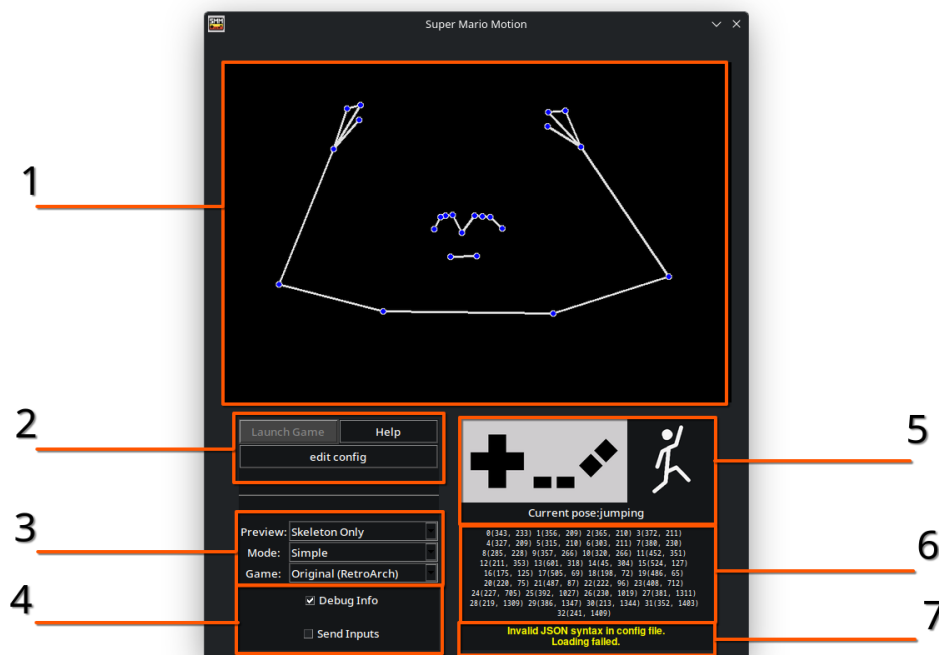 Super Mario Motion
1
2
Launch Game
Help
edit config
3
Preview:
Skeleton Only
Mode:
Simple
Game:
Original (RetroArch)
4
Debug Info
Send Inputs
5
Current pose:jumping
6
0(343, 233) 1(356, 209) 2(365, 210) 3(372, 211)
4(327, 209) 5(315, 210) 6(303, 211) 7(380, 230)
8(285, 228) 9(357, 266) 10(320, 266) 11(452, 351)
12(211, 353) 13(601, 318) 14(45, 304) 15(524, 127)
16(175, 125) 17(505, 69) 18(198, 72) 19(486, 65)
20(220, 75) 21(487, 87) 22(222, 96) 23(408, 712)
24(227, 705) 25(392, 1027) 26(230, 1019) 27(381, 1311)
28(219, 1309) 29(386, 1347) 30(213, 1344) 31(352, 1403)
32(241, 1409)
7
Invalid JSON syntax in config file.
Loading failed.